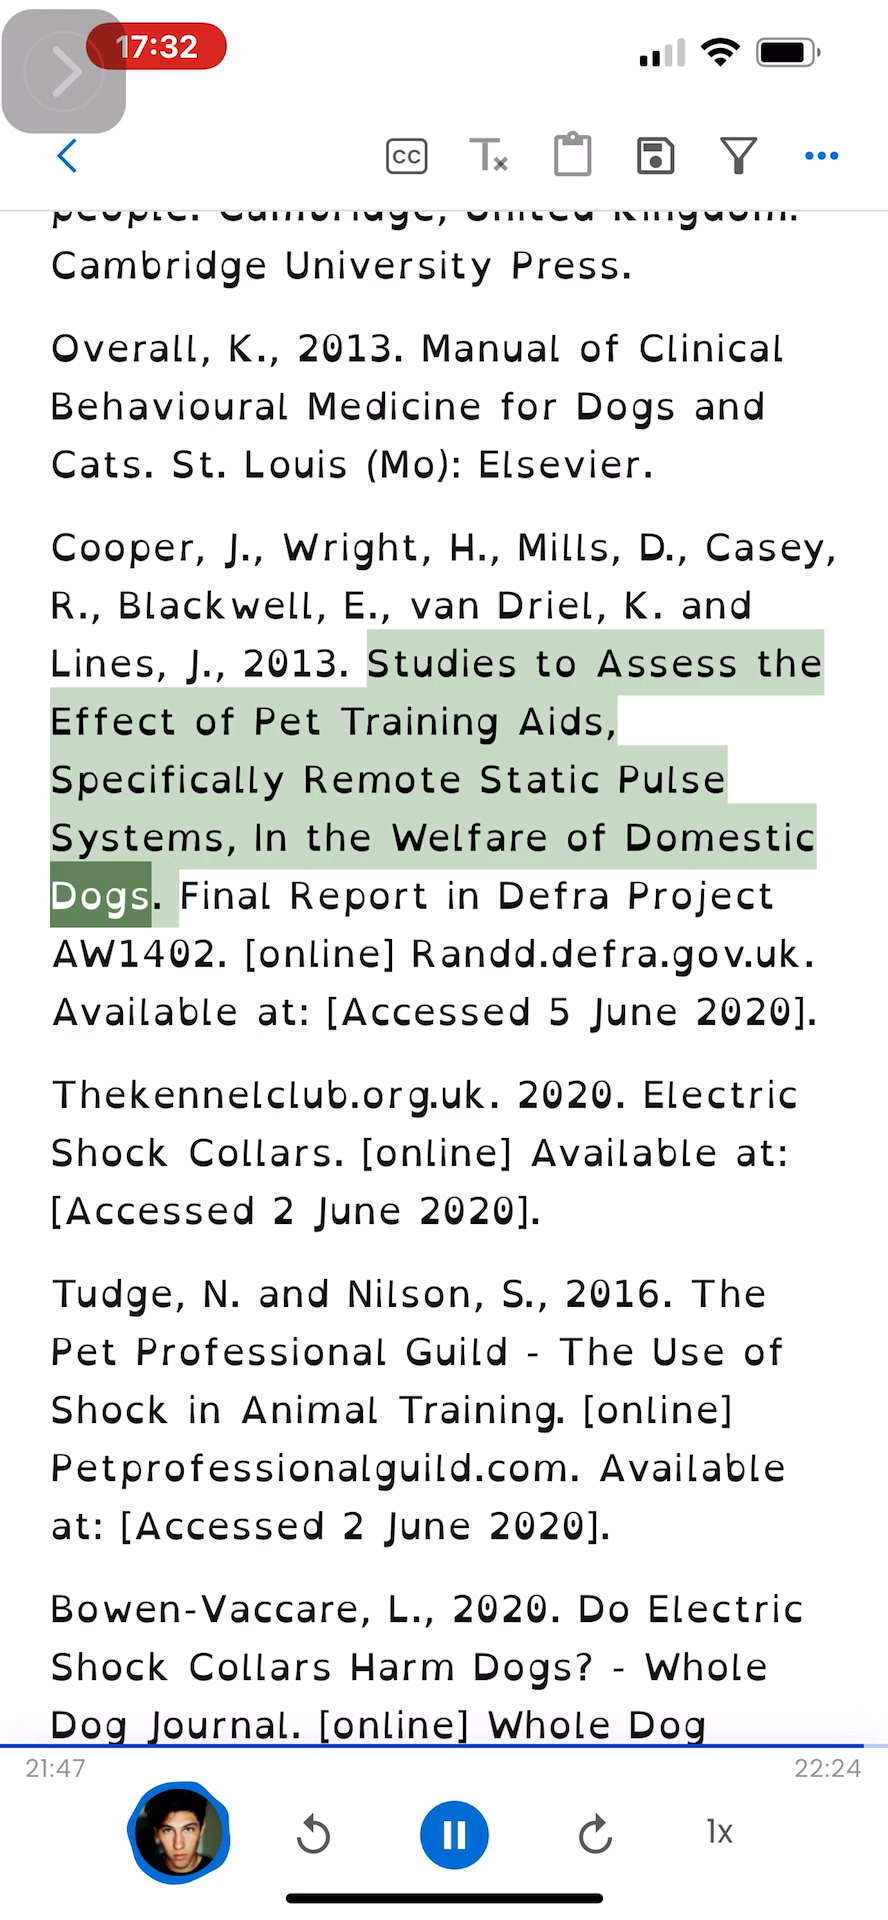 17:32
CC
people. Cambridge, United Kingdom:
Cambridge University Press.
Overall, K., 2013. Manual of Clinical
Behavioural Medicine for Dogs and
Cats. St. Louis (Mo): Elsevier.
Cooper, J., Wright, H., Mills, D., Casey,
R., Blackwell, E., van Driel, K. and
Lines, J., 2013. Studies to Assess the
Effect of Pet Training Aids,
Specifically Remote Static Pulse
Systems, In the Welfare of Domestic
Dogs. Final Report in Defra Project
AW1402. [online] Randd.defra.gov.uk.
Available at: [Accessed 5 June 2020].
Thekennelclub.org.uk. 2020. Electric
Shock Collars. [online] Available at:
[Accessed 2 June 2020].
Tudge, N. and Nilson, S., 2016. The
Pet Professional Guild - The Use of
Shock in Animal Training. [online]
Petprofessionalguild.com. Available
at: [Accessed 2 June 2020].
Bowen-Vaccare, L., 2020. Do Electric
Shock Collars Harm Dogs? - Whole
Dog Journal. [online] Whole Dog
21:47
22:24
1x